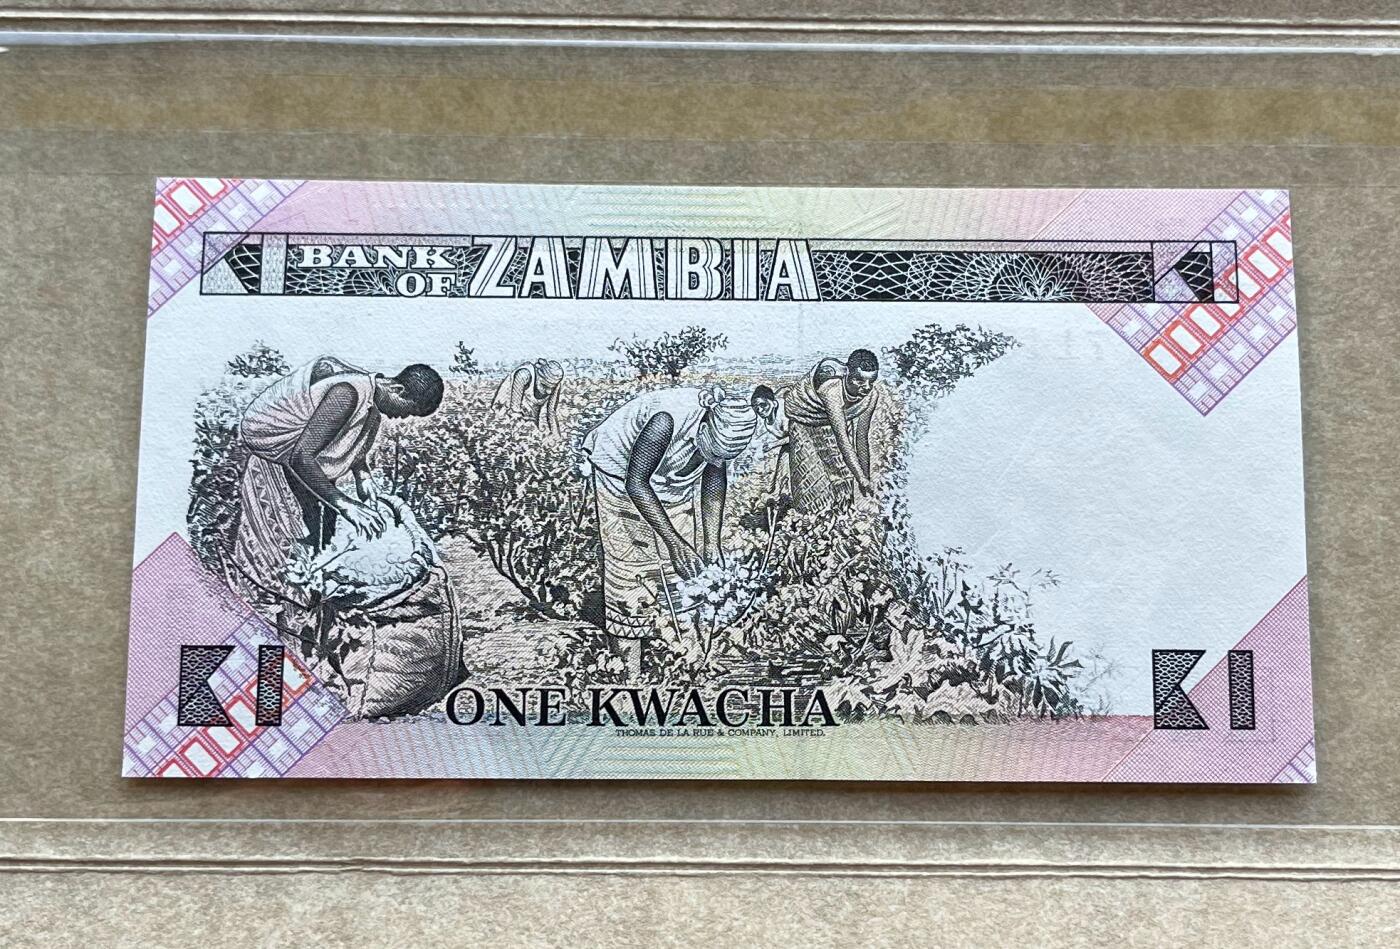 K1 BANK OF ZAMBIA K1
K1 ONE KWACHA K1
THOMAS DE LA RUE & COMPANY, LIMITED.